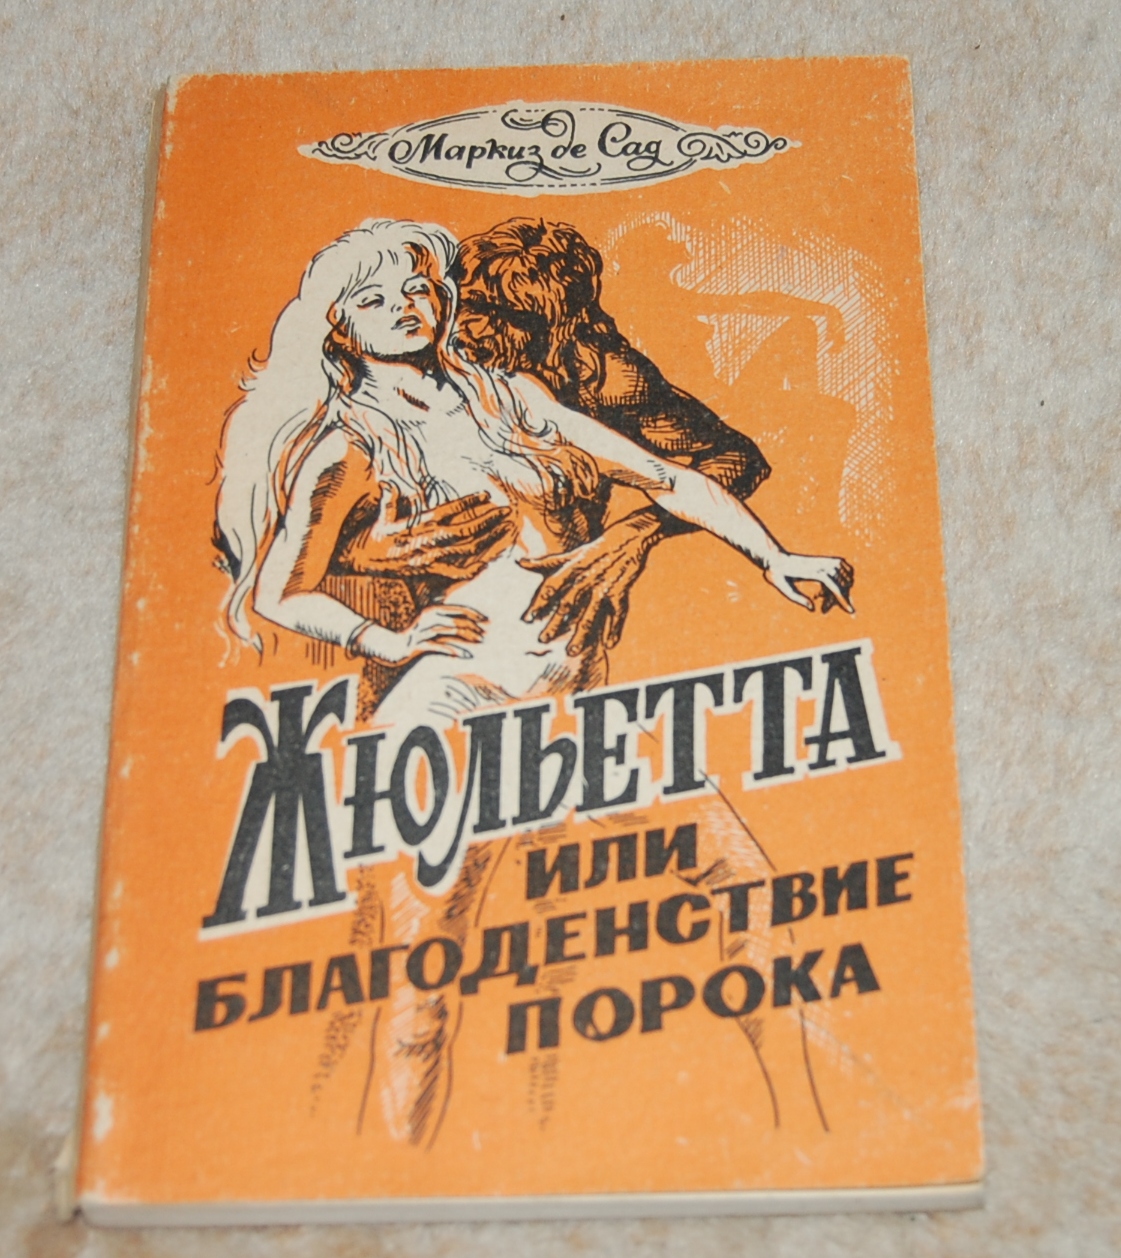 Маркиз де Сад
ЖЮЛЬЕТТА
ИЛИ
БЛАГОДЕНСТВИЕ
ПОРОКА